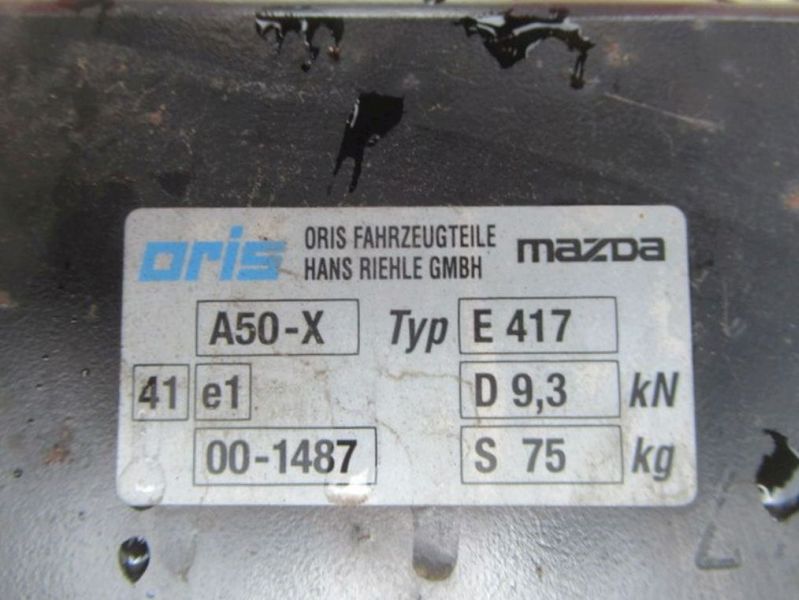 oris ORIS FAHRZEUGTEILE HANS RIEHLE GMBH mazda
A50-X Typ E 417
41 e1 D 9,3 kN
00-1487 S 75 kg